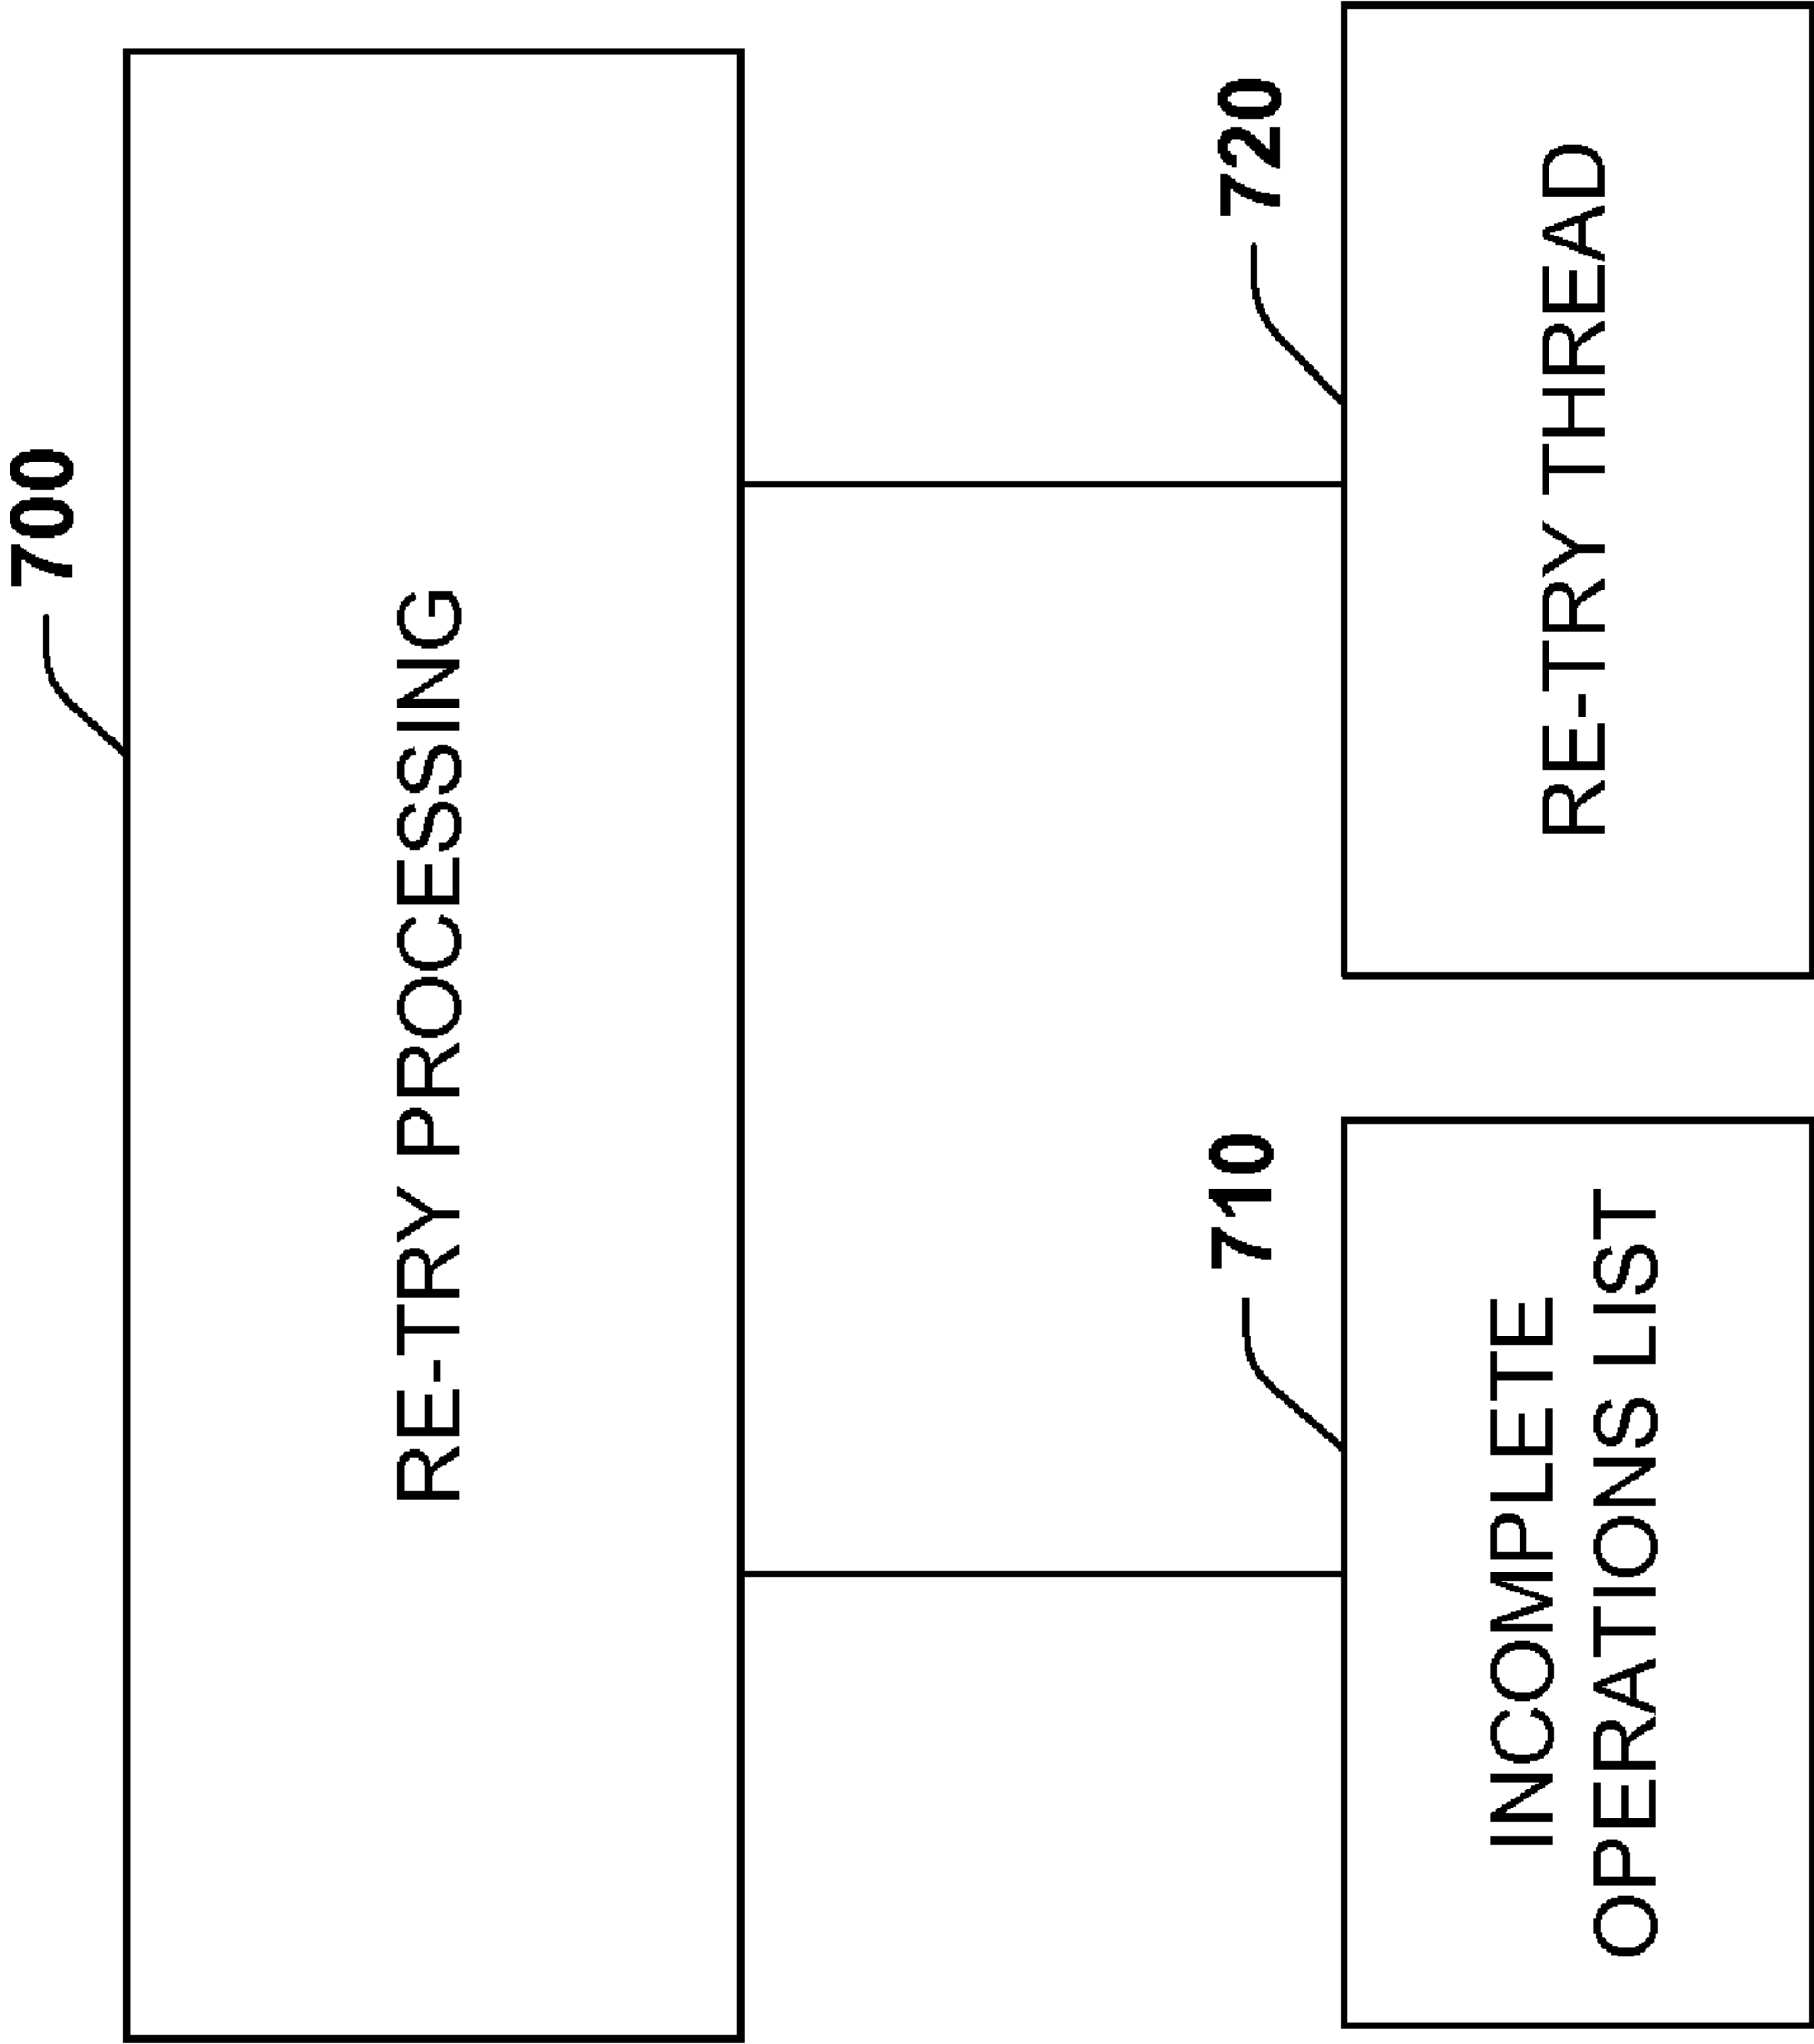 700
RE-TRY PROCESSING
710
INCOMPLETE
OPERATIONS LIST
720
RE-TRY THREAD